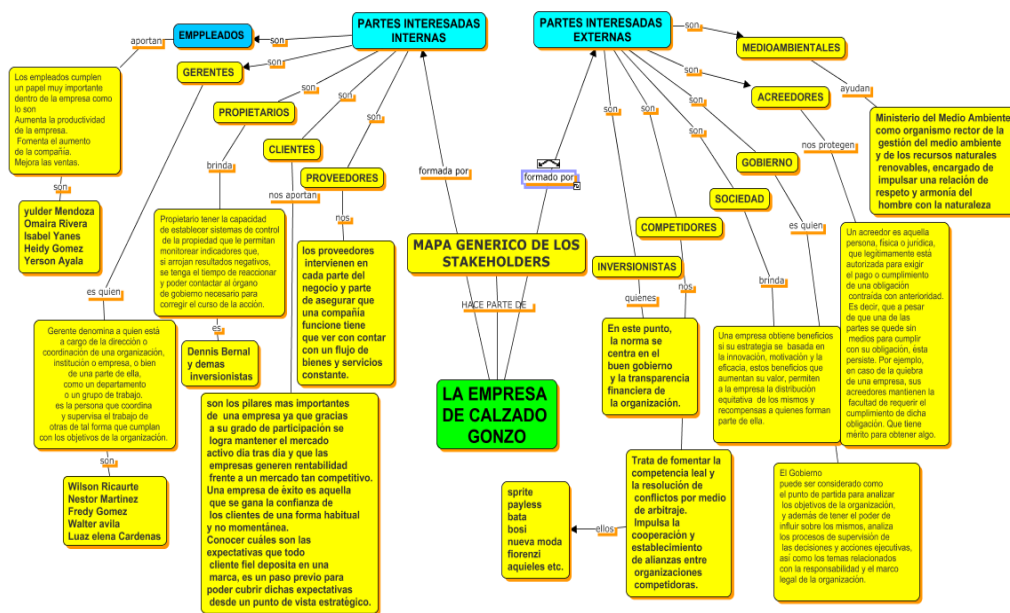 PARTES INTERESADAS
INTERNAS
PARTES INTERESADAS
EXTERNAS
EMPPLEADOS
aportan
son
son
son
son
son
GERENTES
PROPIETARIOS
CLIENTES
PROVEEDORES
Los empleados cumplen
un papel muy importante
dentro de la empresa como
lo son
Aumenta la productividad
de la empresa.
Fomenta el aumento
de la compañía.
Mejora las ventas.
son
yulder Mendoza
Omaira Rivera
Isabel Yanes
Heidy Gomez
Yerson Ayala
es quien
Gerente denomina a quien está
a cargo de la dirección o
coordinación de una organización,
institución o empresa, o bien
de una parte de ella,
como un departamento
o un grupo de trabajo.
es la persona que coordina
y supervisa el trabajo de
otras de tal forma que cumplan
con los objetivos de la organización.
son
Wilson Ricaurte
Nestor Martinez
Fredy Gomez
Walter avila
Luaz elena Cardenas
brinda
Propietario tener la capacidad
de establecer sistemas de control
de la propiedad que le permitan
monitorear indicadores que,
si arrojan resultados negativos,
se tenga el tiempo de reaccionar
y poder contactar al órgano
de gobierno necesario para
corregir el curso de la acción.
es
Dennis Bernal
y demas
inversionistas
nos aportan
son los pilares mas importantes
de una empresa ya que gracias
a su grado de participación se
logra mantener el mercado
activo día tras día y que las
empresas generen rentabilidad
frente a un mercado tan competitivo.
Una empresa de éxito es aquella
que se gana la confianza de
los clientes de una forma habitual
y no momentánea.
Conocer cuáles son las
expectativas que todo
cliente fiel deposita en una
marca, es un paso previo para
poder cubrir dichas expectativas
desde un punto de vista estratégico.
nos
los proveedores
intervienen en
cada parte del
negocio y parte
de asegurar que
una compañía
funcione tiene
que ver con contar
con un flujo de
bienes y servicios
constante.
formada por
formado por
MAPA GENERICO DE LOS
STAKEHOLDERS
HACE PARTE DE
LA EMPRESA
DE CALZADO
GONZO
son
son
son
son
son
son
MEDIOAMBIENTALES
ACREEDORES
GOBIERNO
SOCIEDAD
COMPETIDORES
INVERSIONISTAS
ayudan
Ministerio del Medio Ambiente
como organismo rector de la
gestión del medio ambiente
y de los recursos naturales
renovables, encargado de
impulsar una relación de
respeto y armonía del
hombre con la naturaleza
nos protegen
Un acreedor es aquella
persona, física o jurídica,
que legítimamente está
autorizada para exigir
el pago o cumplimiento
de una obligación
contraida con anterioridad.
Es decir, que a pesar
de que una de las
partes se quede sin
medios para cumplir
con su obligación, ésta
persiste. Por ejemplo,
en caso de la quiebra
de una empresa, sus
acreedores mantienen la
facultad de requerir el
cumplimiento de dicha
obligación. Que tiene
mérito para obtener algo.
es quien
El Gobierno
puede ser considerado como
el punto de partida para analizar
los objetivos de la organización,
y además de tener el poder de
influir sobre los mismos, analiza
los procesos de supervisión de
las decisiones y acciones ejecutivas,
así como los temas relacionados
con la responsabilidad y el marco
legal de la organización.
brinda
Una empresa obtiene beneficios
si su estrategia se basada en
la innovación, motivación y la
eficacia, estos beneficios que
aumentan su valor, permiten
a la empresa la distribución
equitativa de los mismos y
recompensas a quienes forman
parte de ella.
nos
Trata de fomentar la
competencia leal y
la resolución de
conflictos por medio
de arbitraje.
Impulsa la
cooperación y
establecimiento
de alianzas entre
organizaciones
competidoras.
ellos
sprite
payless
bata
bosi
nueva moda
fiorenzi
aquieles etc.
quienes
En este punto,
la norma se
centra en el
buen gobierno
y la transparencia
financiera de
la organización.